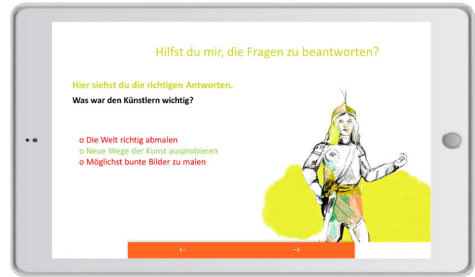 Hilfst du mir, die Fragen zu beantworten?
Hier siehst du die richtigen Antworten.
Was war den Künstlern wichtig?
o Die Welt richtig abmalen
o Neue Wege der Kunst ausprobieren
o Möglichst bunte Bilder zu malen
← →